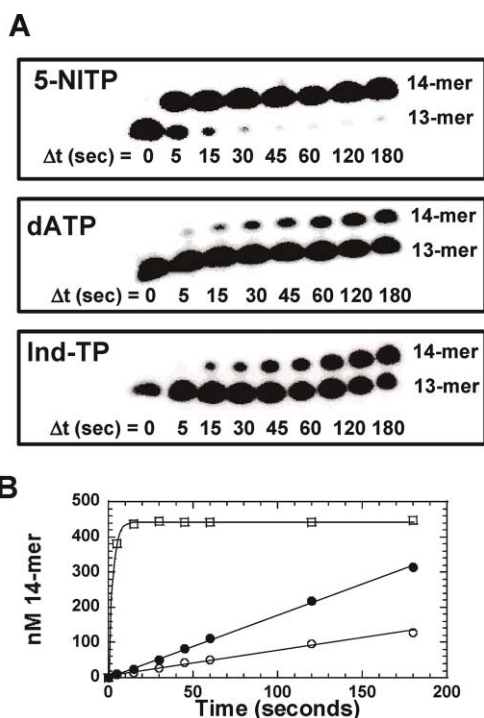 A
5-NITP
14-mer
13-mer
Δt (sec) = 0 5 15 30 45 60 120 180
dATP
14-mer
13-mer
Δt (sec) = 0 5 15 30 45 60 120 180
Ind-TP
14-mer
13-mer
Δt (sec) = 0 5 15 30 45 60 120 180
B
500
400
300
200
100
0
nM 14-mer
0 50 100 150 200
Time (seconds)